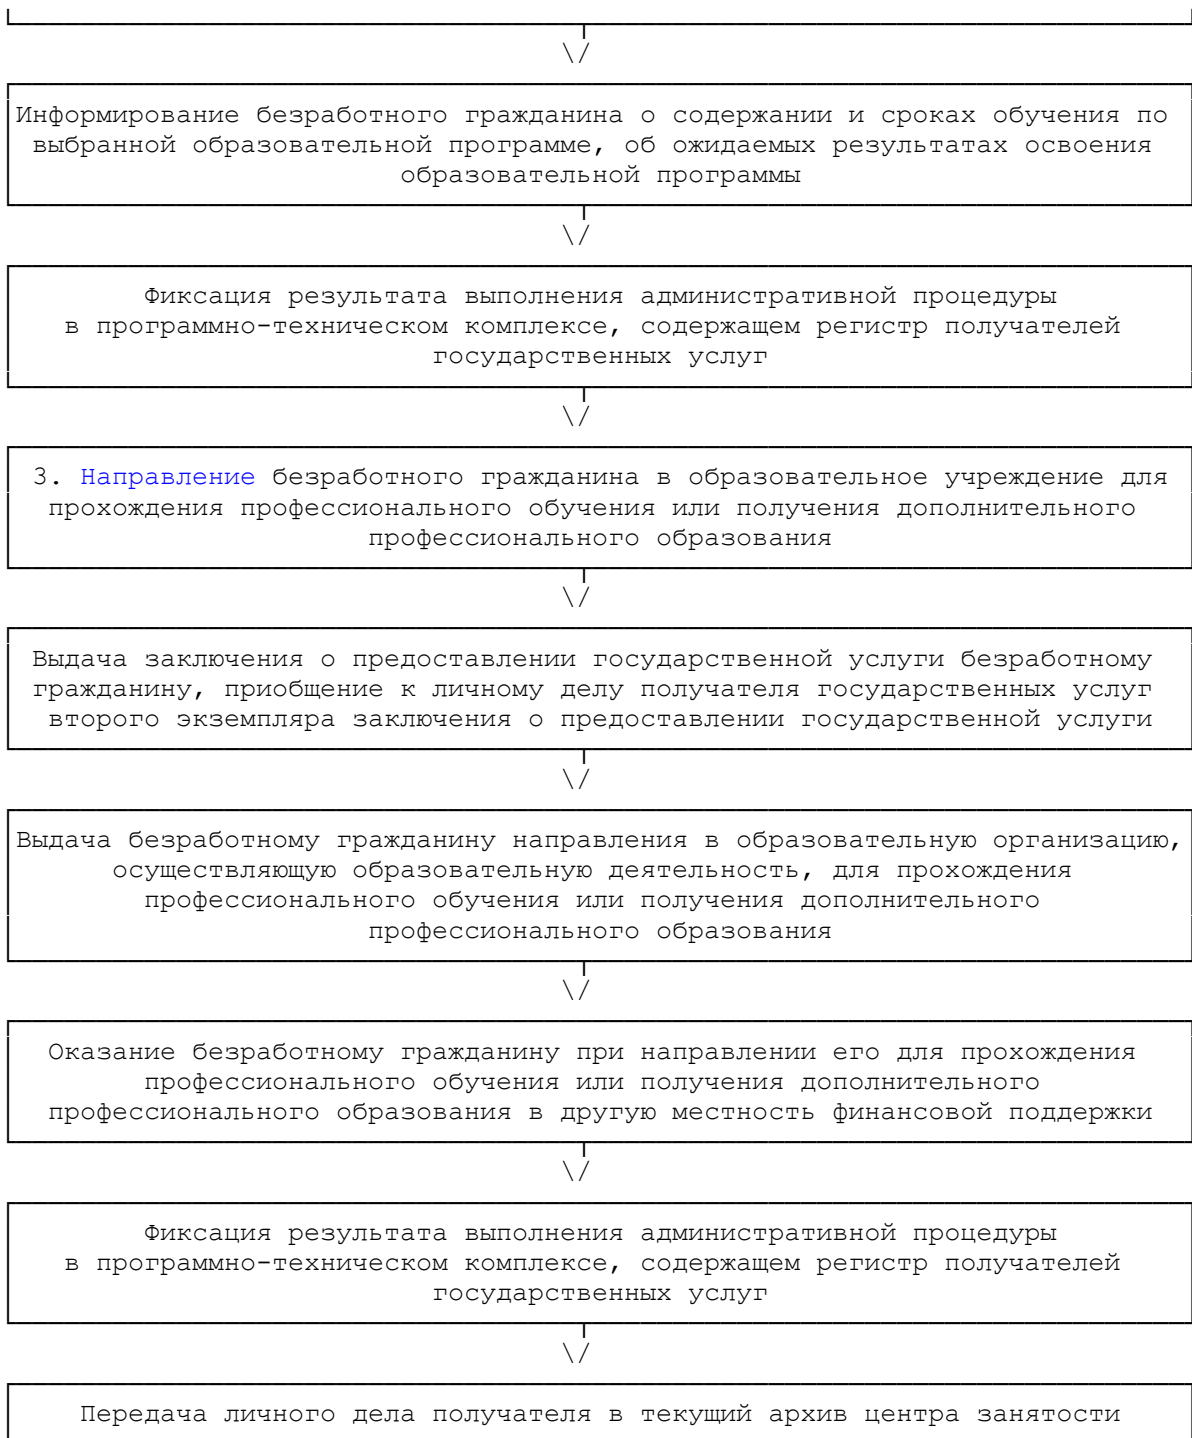 \/
Информирование безработного гражданина о содержании и сроках обучения по
выбранной образовательной программе, об ожидаемых результатах освоения
образовательной программы
\/
Фиксация результата выполнения административной процедуры
в программно-техническом комплексе, содержащем регистр получателей
государственных услуг
\/
3. Направление безработного гражданина в образовательное учреждение для
прохождения профессионального обучения или получения дополнительного
профессионального образования
\/
Выдача заключения о предоставлении государственной услуги безработному
гражданину, приобщение к личному делу получателя государственных услуг
второго экземпляра заключения о предоставлении государственной услуги
\/
Выдача безработному гражданину направления в образовательную организацию,
осуществляющую образовательную деятельность, для прохождения
профессионального обучения или получения дополнительного
профессионального образования
\/
Оказание безработному гражданину при направлении его для прохождения
профессионального обучения или получения дополнительного
профессионального образования в другую местность финансовой поддержки
\/
Фиксация результата выполнения административной процедуры
в программно-техническом комплексе, содержащем регистр получателей
государственных услуг
\/
Передача личного дела получателя в текущий архив центра занятости